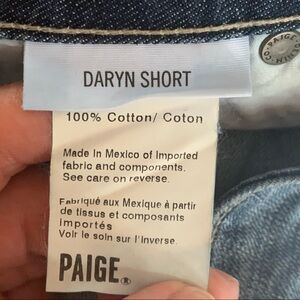 DARYN SHORT
100% Cotton/ Coton
Made in Mexico of Imported
fabric and components.
See care on reverse.
Fabriqué aux Mexique à partir
de tissus et composants
importés
Voir le soin sur l'inverse.
PAIGE®
PAIGE